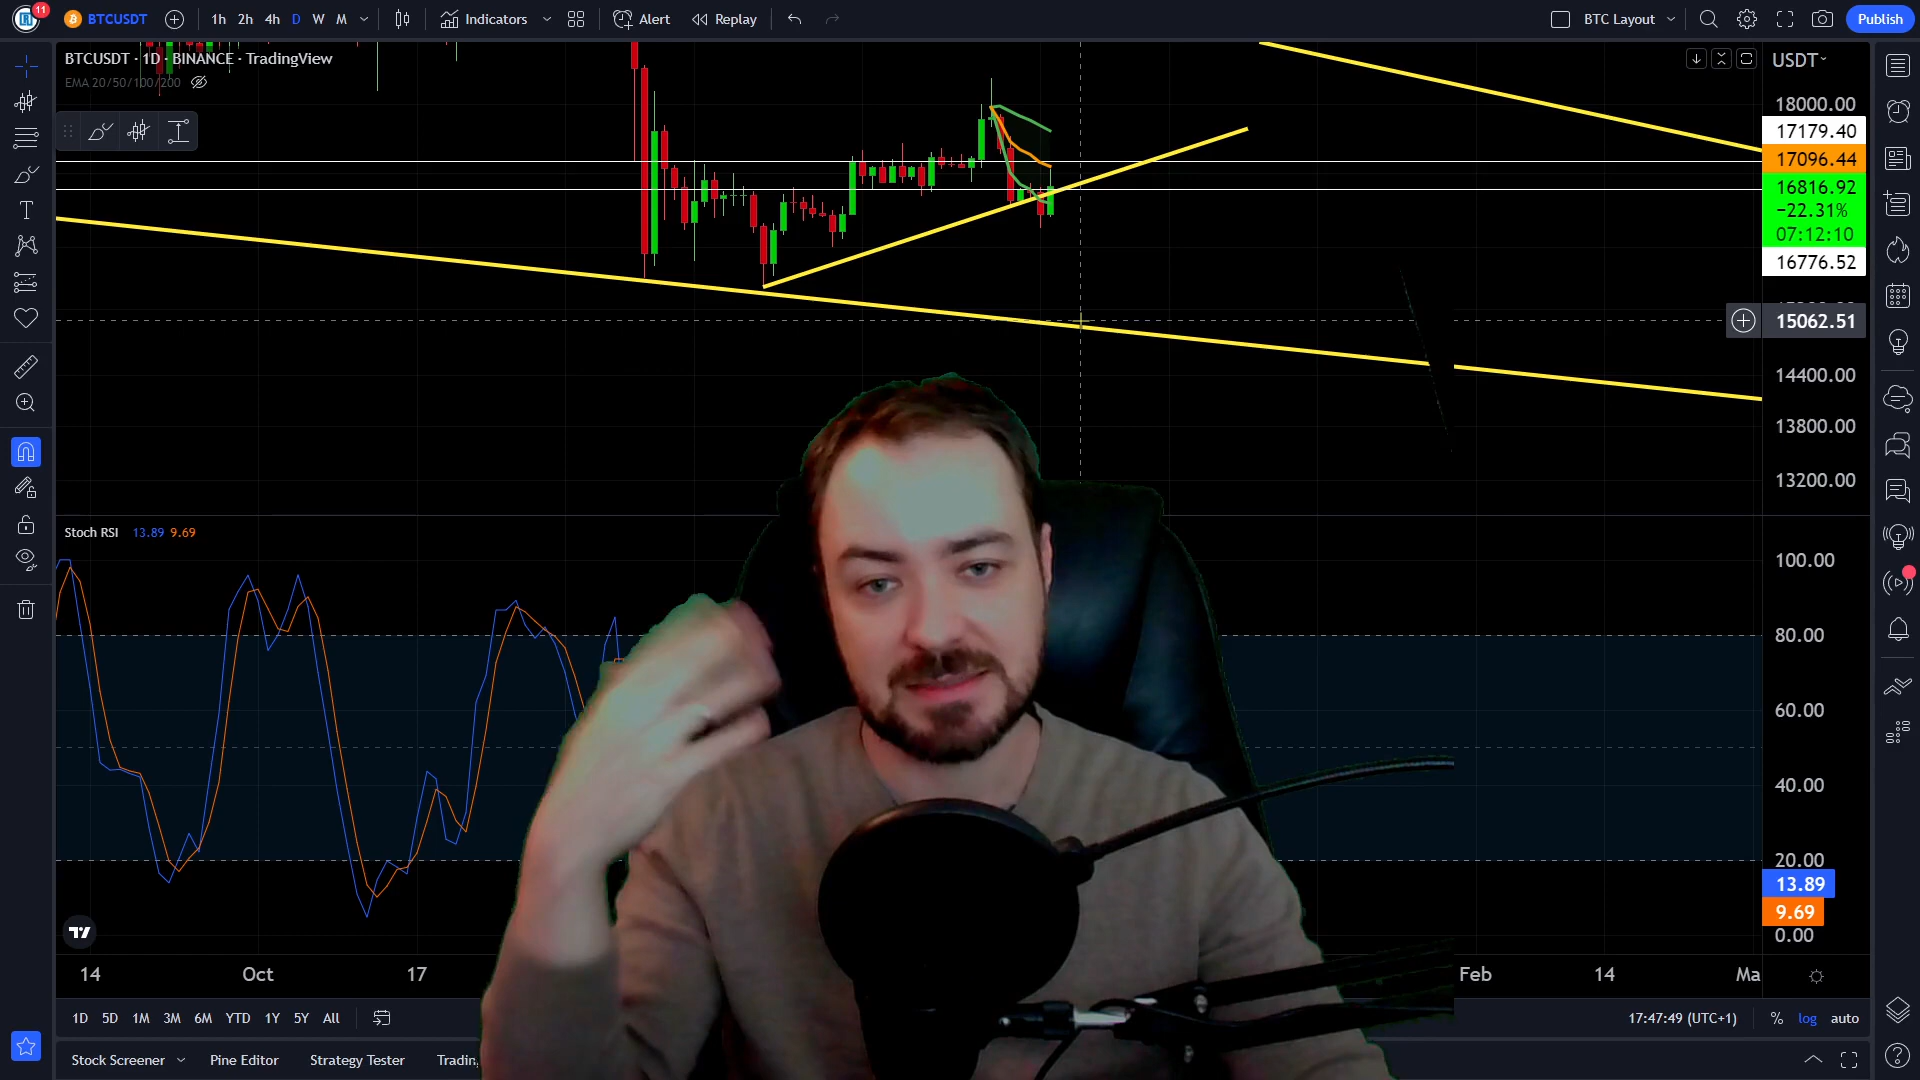 11
BTCUSDT
1h 2h 4h D W M
Indicators
Alert
Replay
BTC Layout
Publish
BTCUSDT · 1D · BINANCE · TradingView
EMA 20/50/100/200
USDT
18000.00
17179.40
17096.44
16816.92
−22.31%
07:12:10
16776.52
15062.51
14400.00
13800.00
13200.00
Stoch RSI 13.89 9.69
100.00
80.00
60.00
40.00
20.00
13.89
9.69
0.00
14 Oct 17 Feb 14 Ma
1D 5D 1M 3M 6M YTD 1Y 5Y All
17:47:49 (UTC+1) % log auto
Stock Screener Pine Editor Strategy Tester Tradin